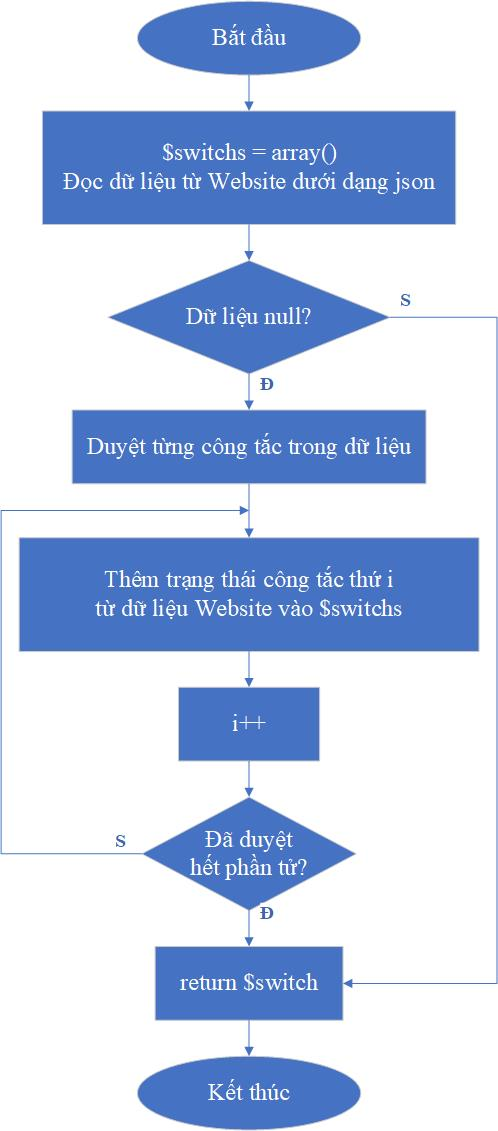 Bắt đầu
$switchs = array()
Đọc dữ liệu từ Website dưới dạng json
Dữ liệu null?
S
Đ
Duyệt từng công tắc trong dữ liệu
Thêm trạng thái công tắc thứ i
từ dữ liệu Website vào $switchs
i++
Đã duyệt
hết phần tử?
S
Đ
return $switch
Kết thúc